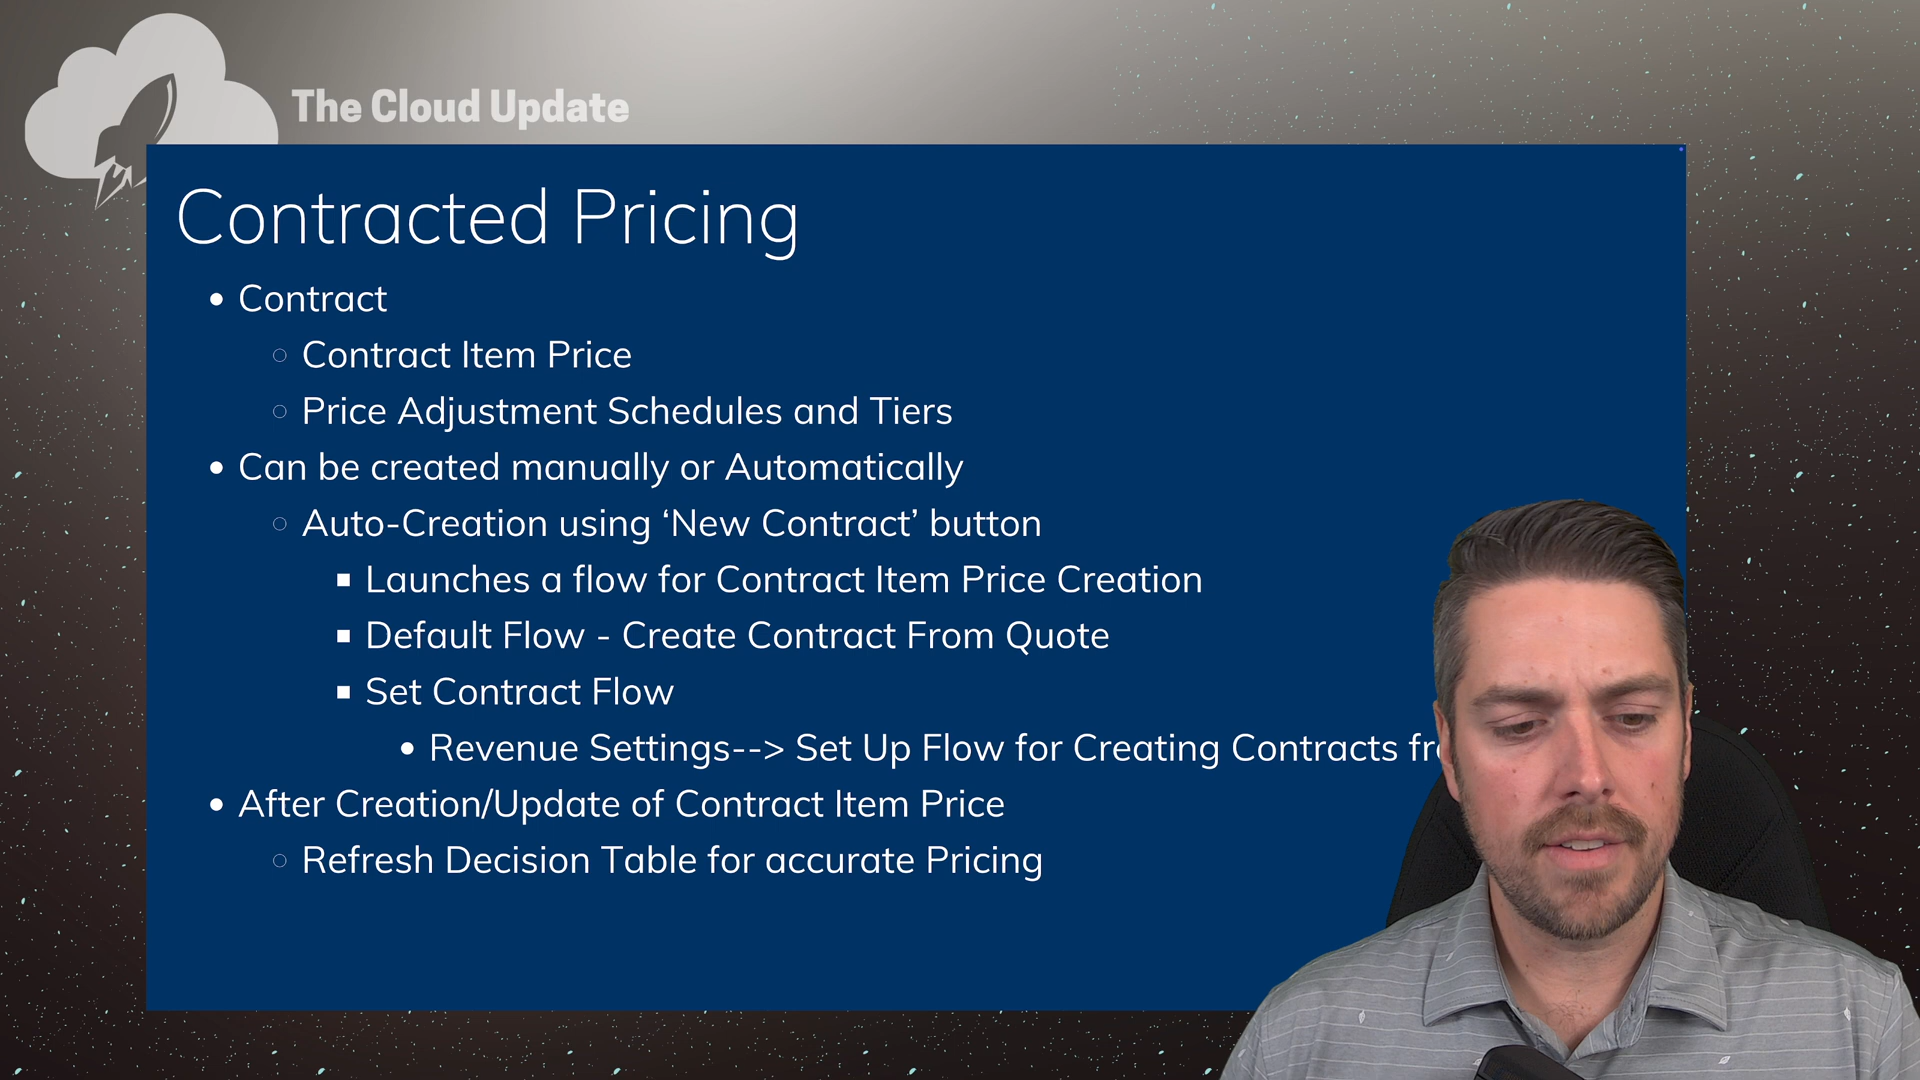 The Cloud Update
Contracted Pricing
• Contract
○ Contract Item Price
○ Price Adjustment Schedules and Tiers
• Can be created manually or Automatically
○ Auto-Creation using ‘New Contract’ button
▪ Launches a flow for Contract Item Price Creation
▪ Default Flow - Create Contract From Quote
▪ Set Contract Flow
• Revenue Settings--> Set Up Flow for Creating Contracts
• After Creation/Update of Contract Item Price
○ Refresh Decision Table for accurate Pricing